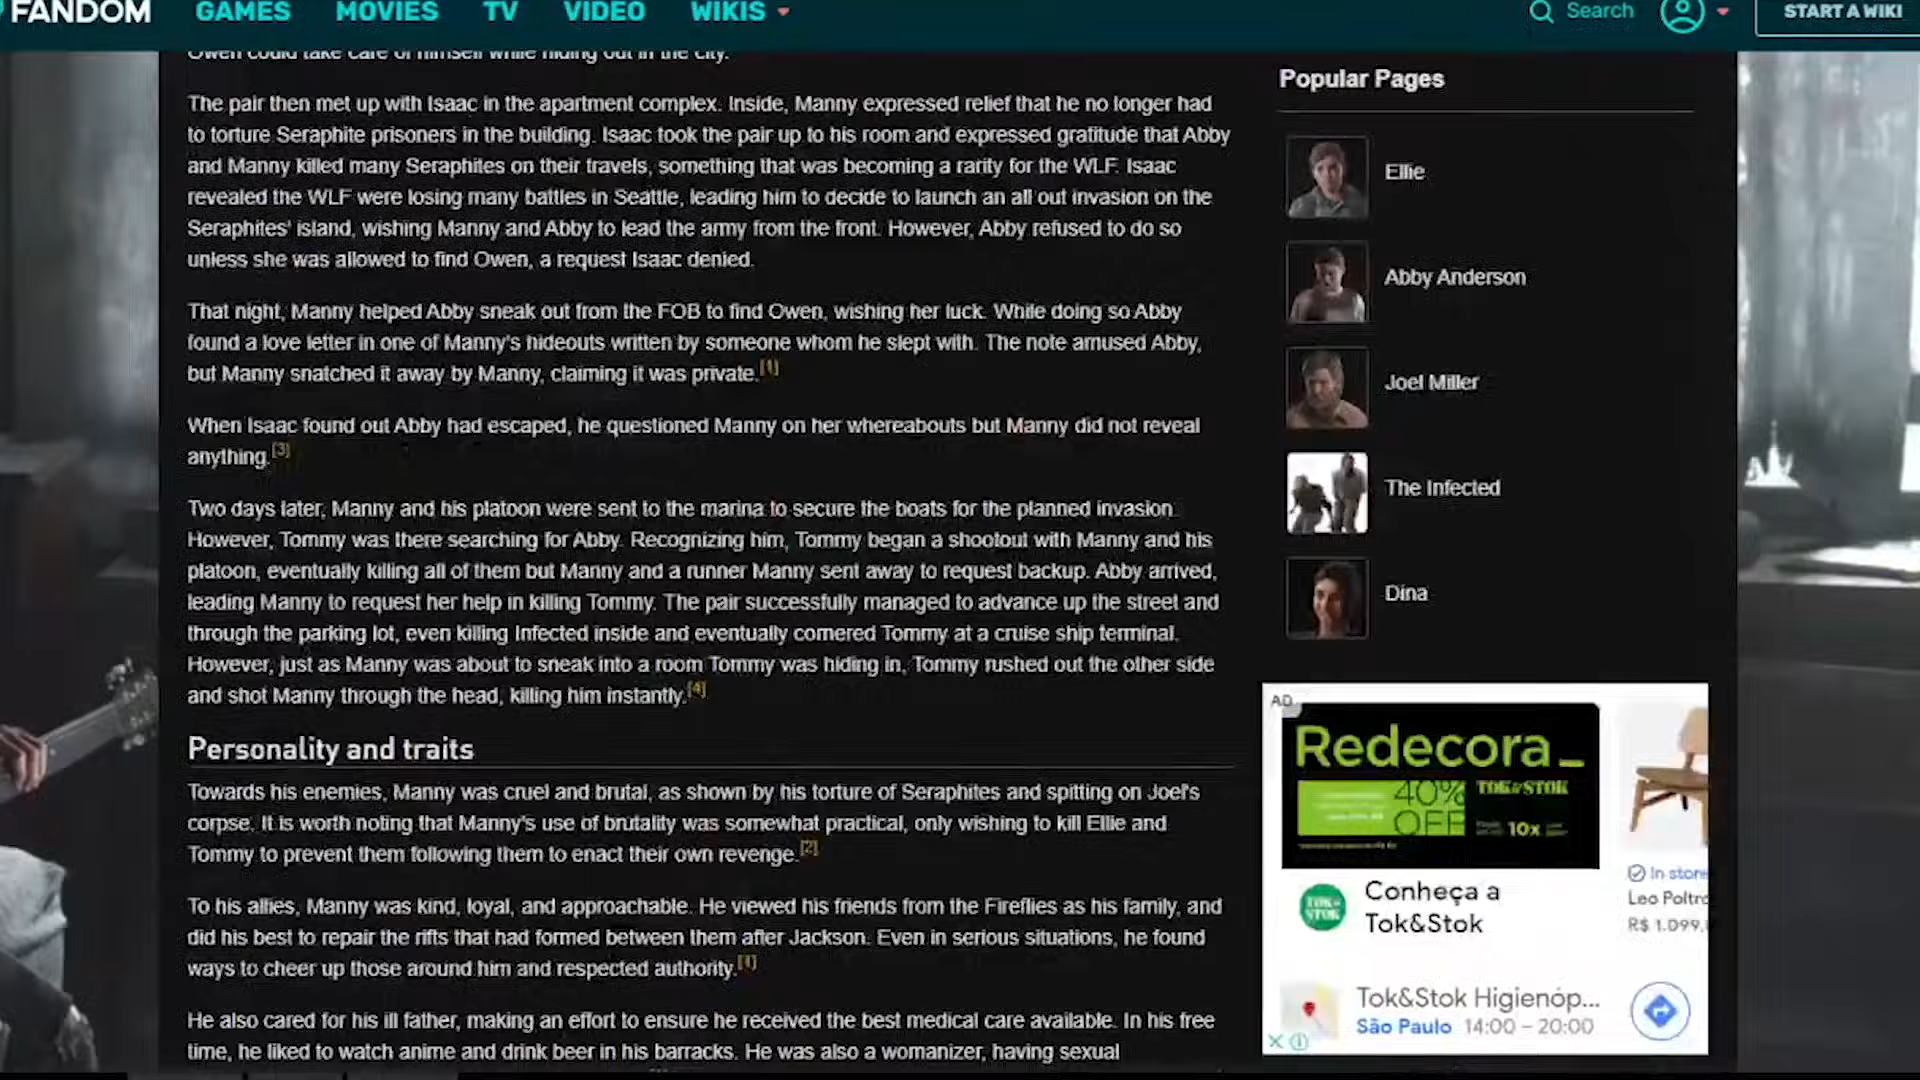 FANDOM GAMES MOVIES TV VIDEO WIKIS Search START A WIKI
Owen could take care of himself while hiding out in the city.
The pair then met up with Isaac in the apartment complex. Inside, Manny expressed relief that he no longer had
to torture Seraphite prisoners in the building. Isaac took the pair up to his room and expressed gratitude that Abby
and Manny killed many Seraphites on their travels, something that was becoming a rarity for the WLF. Isaac
revealed the WLF were losing many battles in Seattle, leading him to decide to launch an all out invasion on the
Seraphites' island, wishing Manny and Abby to lead the army from the front. However, Abby refused to do so
unless she was allowed to find Owen, a request Isaac denied.
That night, Manny helped Abby sneak out from the FOB to find Owen, wishing her luck. While doing so Abby
found a love letter in one of Manny's hideouts written by someone whom he slept with. The note amused Abby,
but Manny snatched it away by Manny, claiming it was private.[1]
When Isaac found out Abby had escaped, he questioned Manny on her whereabouts but Manny did not reveal
anything.[3]
Two days later, Manny and his platoon were sent to the marina to secure the boats for the planned invasion.
However, Tommy was there searching for Abby. Recognizing him, Tommy began a shootout with Manny and his
platoon, eventually killing all of them but Manny and a runner Manny sent away to request backup. Abby arrived,
leading Manny to request her help in killing Tommy. The pair successfully managed to advance up the street and
through the parking lot, even killing Infected inside and eventually cornered Tommy at a cruise ship terminal.
However, just as Manny was about to sneak into a room Tommy was hiding in, Tommy rushed out the other side
and shot Manny through the head, killing him instantly.[4]
Personality and traits
Towards his enemies, Manny was cruel and brutal, as shown by his torture of Seraphites and spitting on Joel's
corpse. It is worth noting that Manny's use of brutality was somewhat practical, only wishing to kill Ellie and
Tommy to prevent them following them to enact their own revenge.[2]
To his allies, Manny was kind, loyal, and approachable. He viewed his friends from the Fireflies as his family, and
did his best to repair the rifts that had formed between them after Jackson. Even in serious situations, he found
ways to cheer up those around him and respected authority.[1]
He also cared for his ill father, making an effort to ensure he received the best medical care available. In his free
time, he liked to watch anime and drink beer in his barracks. He was also a womanizer, having sexual
Popular Pages
Ellie
Abby Anderson
Joel Miller
The Infected
Dina
AD
Redecora_
40%
OFF
TOK&STOK
10x
TOK&
STOK
Conheça a
Tok&Stok
In store
Leo Poltro
R$ 1.099,
Tok&Stok Higienóp...
São Paulo 14:00 – 20:00